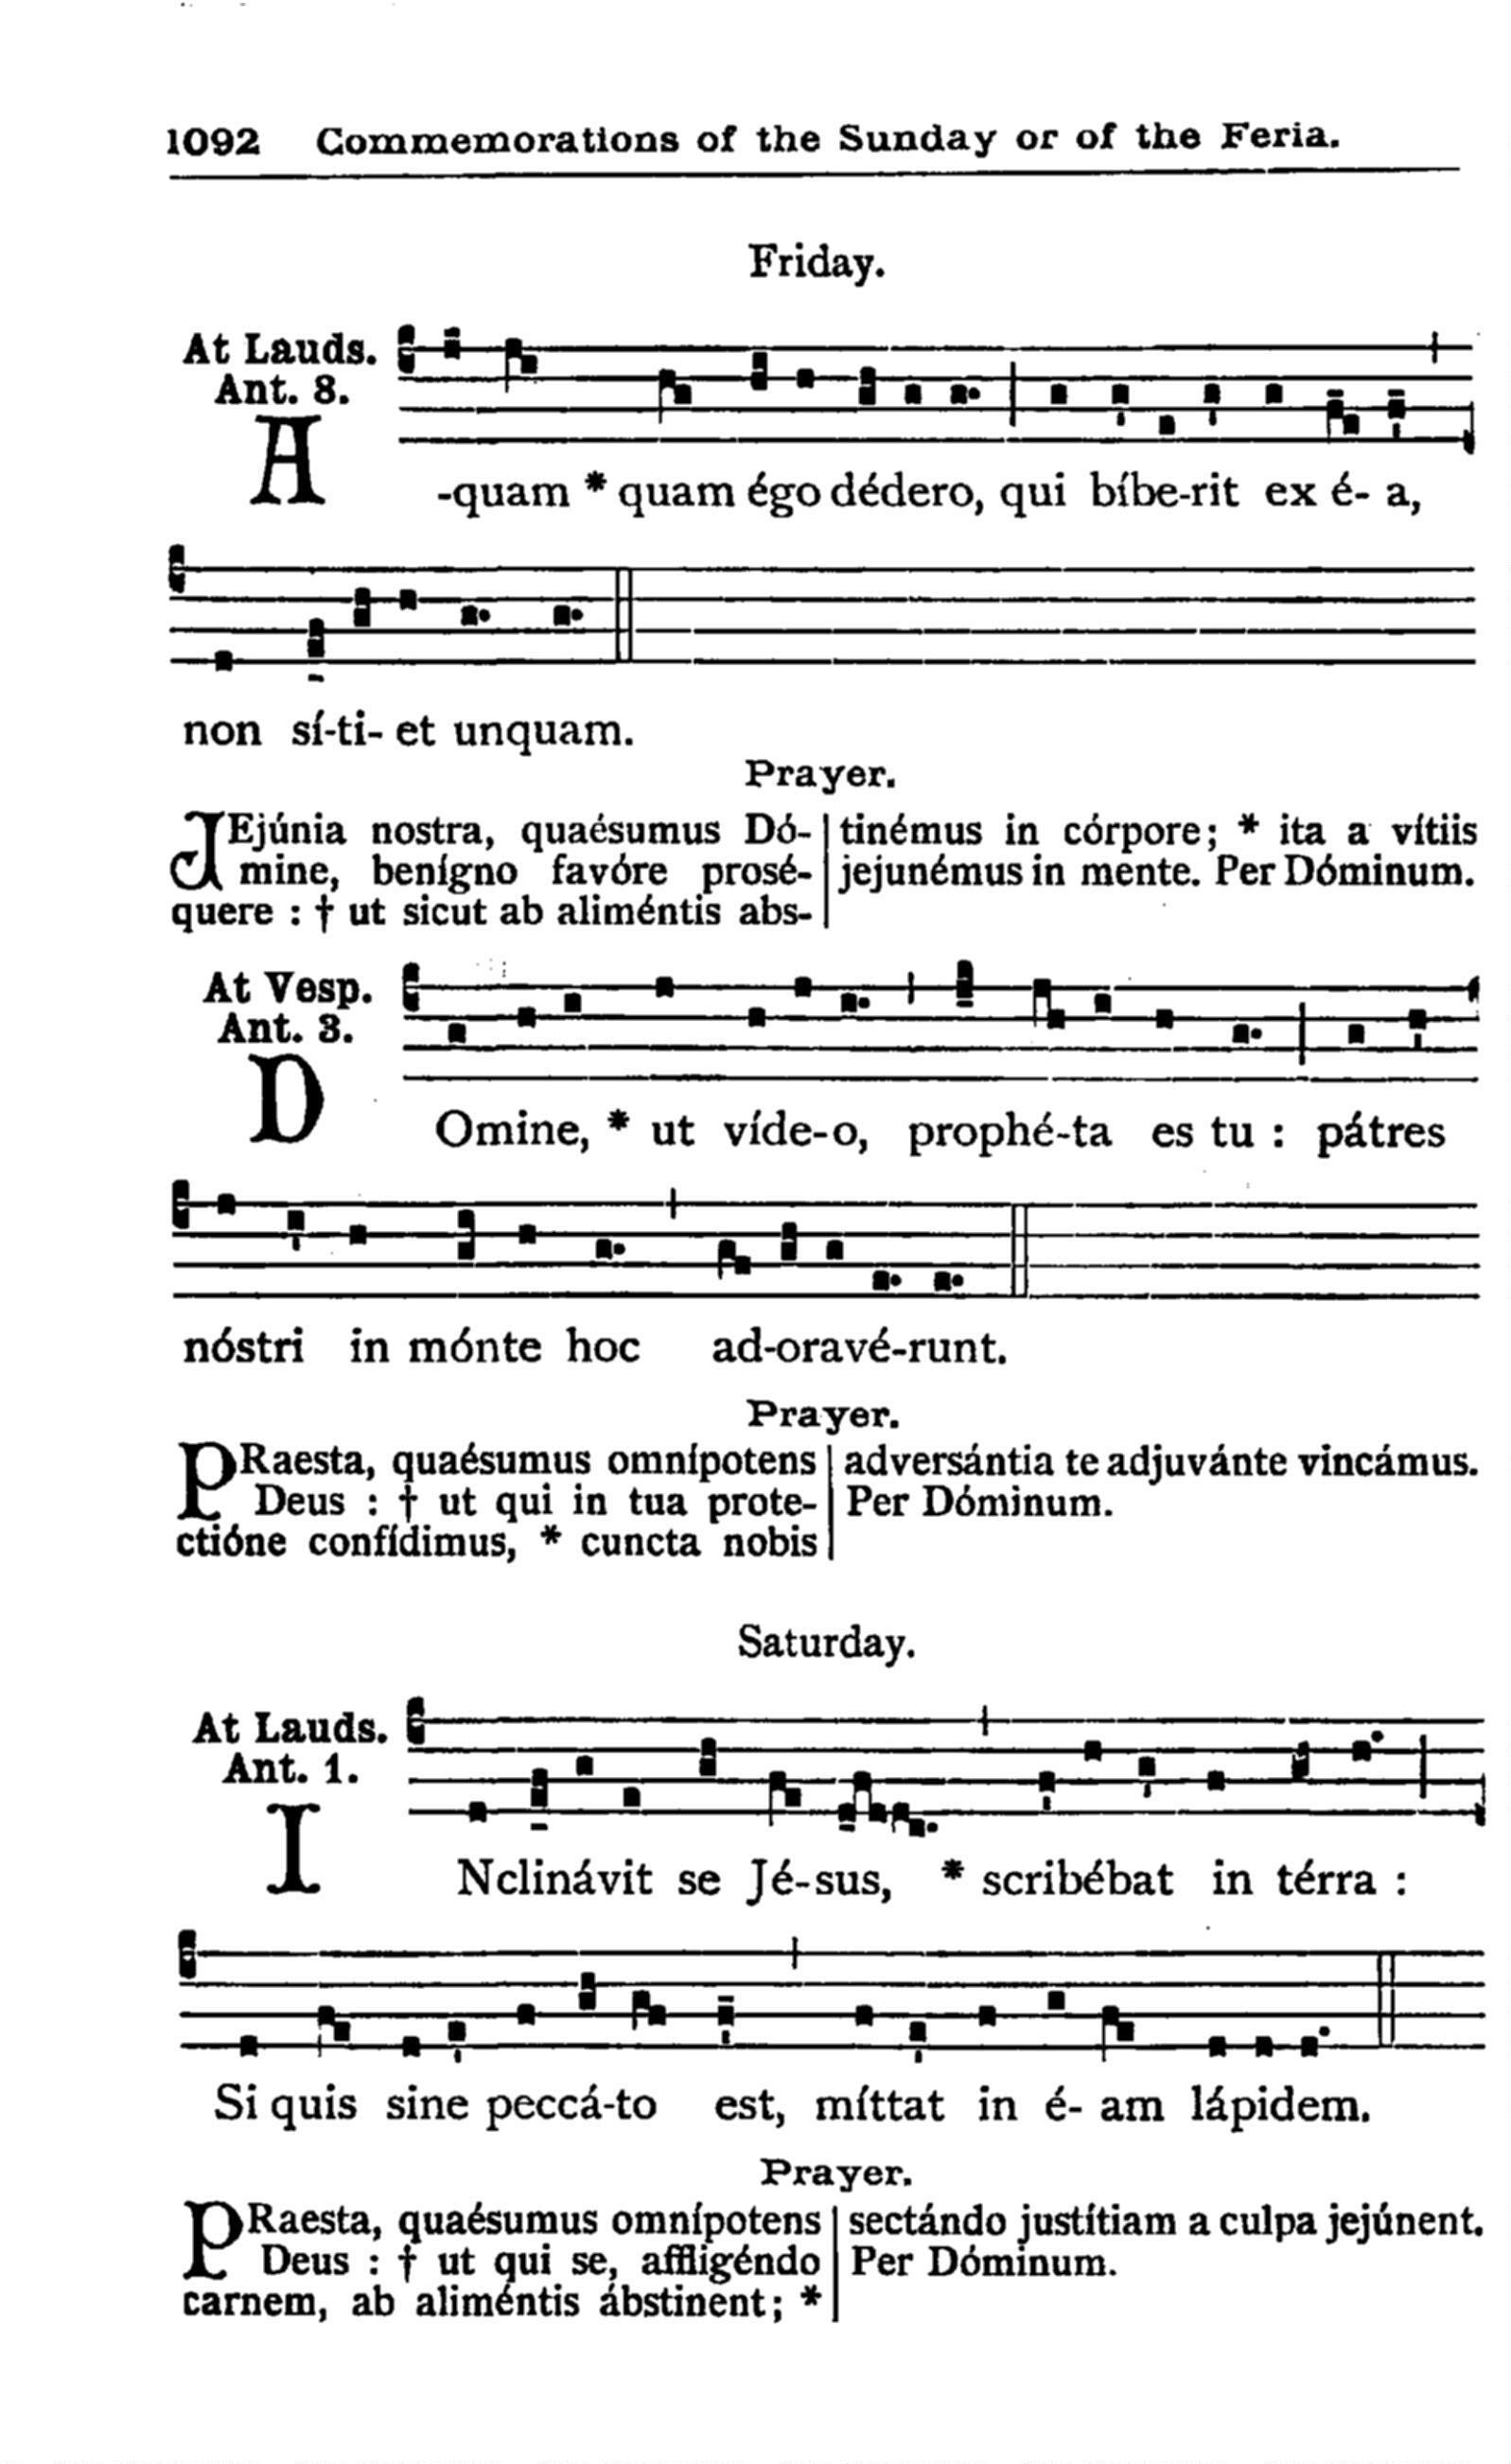 1092 Commemorations of the Sunday or of the Feria.
Friday.
At Lauds.
Ant. 8.
A-quam * quam égo dédero, qui bíbe-rit ex é- a,
non sí-ti- et unquam.
Prayer.
JEjúnia nostra, quaésumus Dó-
mine, benígno favóre prosé-
quere : † ut sicut ab aliméntis abs-
tinémus in córpore; * ita a vítiis
jejunémus in mente. Per Dóminum.
At Vesp.
Ant. 3.
DOmine, * ut víde-o, prophé-ta es tu : pátres
nóstri in mónte hoc ad-oravé-runt.
Prayer.
PRaesta, quaésumus omnípotens
Deus : † ut qui in tua prote-
ctióne confídimus, * cuncta nobis
adversántia te adjuvánte vincámus.
Per Dóminum.
Saturday.
At Lauds.
Ant. 1.
INclinávit se Jé-sus, * scribébat in térra :
Si quis sine peccá-to est, míttat in é- am lápidem.
Prayer.
PRaesta, quaésumus omnípotens
Deus : † ut qui se, affligéndo
carnem, ab aliméntis ábstinent; *
sectándo justítiam a culpa jejúnent.
Per Dóminum.